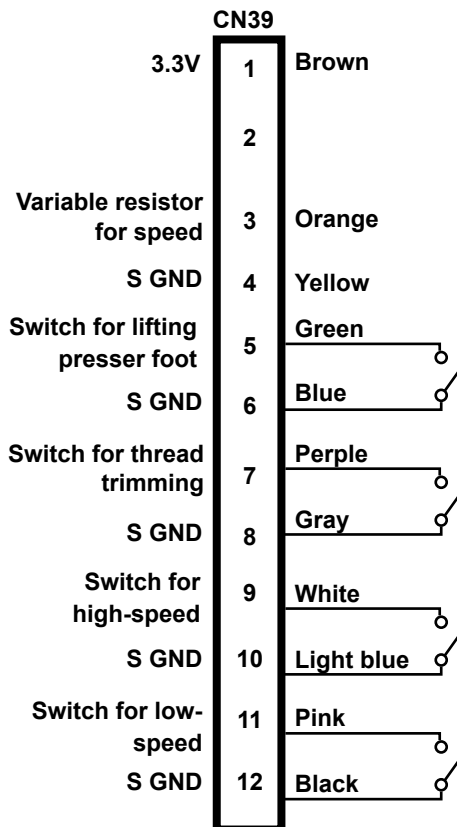 CN39
3.3V 1 Brown
2
Variable resistor
for speed 3 Orange
S GND 4 Yellow
Switch for lifting
presser foot 5 Green
S GND 6 Blue
Switch for thread
trimming 7 Perple
S GND 8 Gray
Switch for
high-speed 9 White
S GND 10 Light blue
Switch for low-
speed 11 Pink
S GND 12 Black